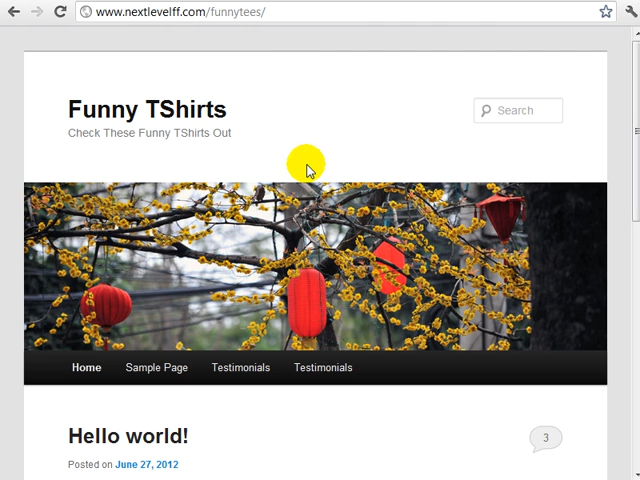 www.nextlevelff.com/funnytees/
Funny TShirts
Search
Check These Funny TShirts Out
Home Sample Page Testimonials Testimonials
Hello world!
3
Posted on June 27, 2012